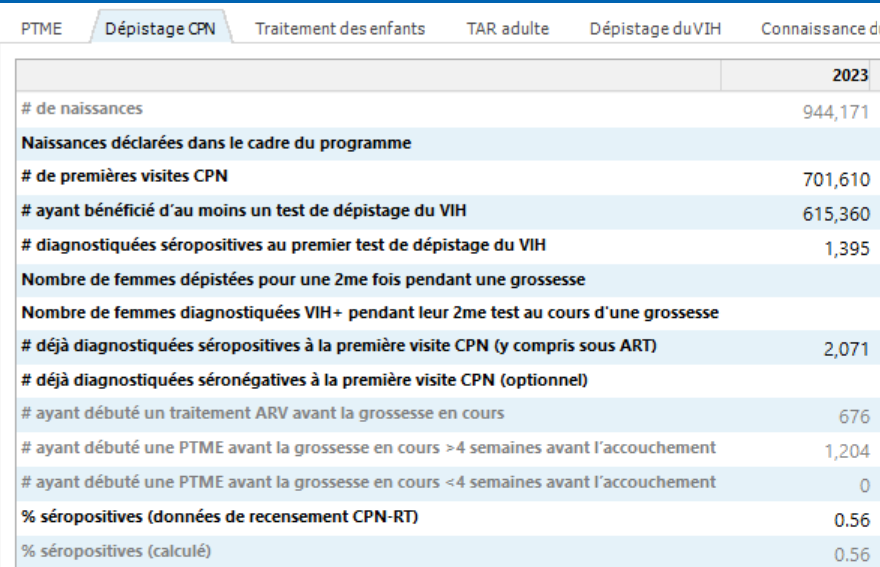 PTME Dépistage CPN Traitement des enfants TAR adulte Dépistage du VIH Connaissance d
2023
# de naissances 944,171
Naissances déclarées dans le cadre du programme
# de premières visites CPN 701,610
# ayant bénéficié d'au moins un test de dépistage du VIH 615,360
# diagnostiquées séropositives au premier test de dépistage du VIH 1,395
Nombre de femmes dépistées pour une 2me fois pendant une grossesse
Nombre de femmes diagnostiquées VIH+ pendant leur 2me test au cours d'une grossesse
# déjà diagnostiquées séropositives à la première visite CPN (y compris sous ART) 2,071
# déjà diagnostiquées séronégatives à la première visite CPN (optionnel)
# ayant débuté un traitement ARV avant la grossesse en cours 676
# ayant débuté une PTME avant la grossesse en cours >4 semaines avant l'accouchement 1,204
# ayant débuté une PTME avant la grossesse en cours <4 semaines avant l'accouchement 0
% séropositives (données de recensement CPN-RT) 0.56
% séropositives (calculé) 0.56